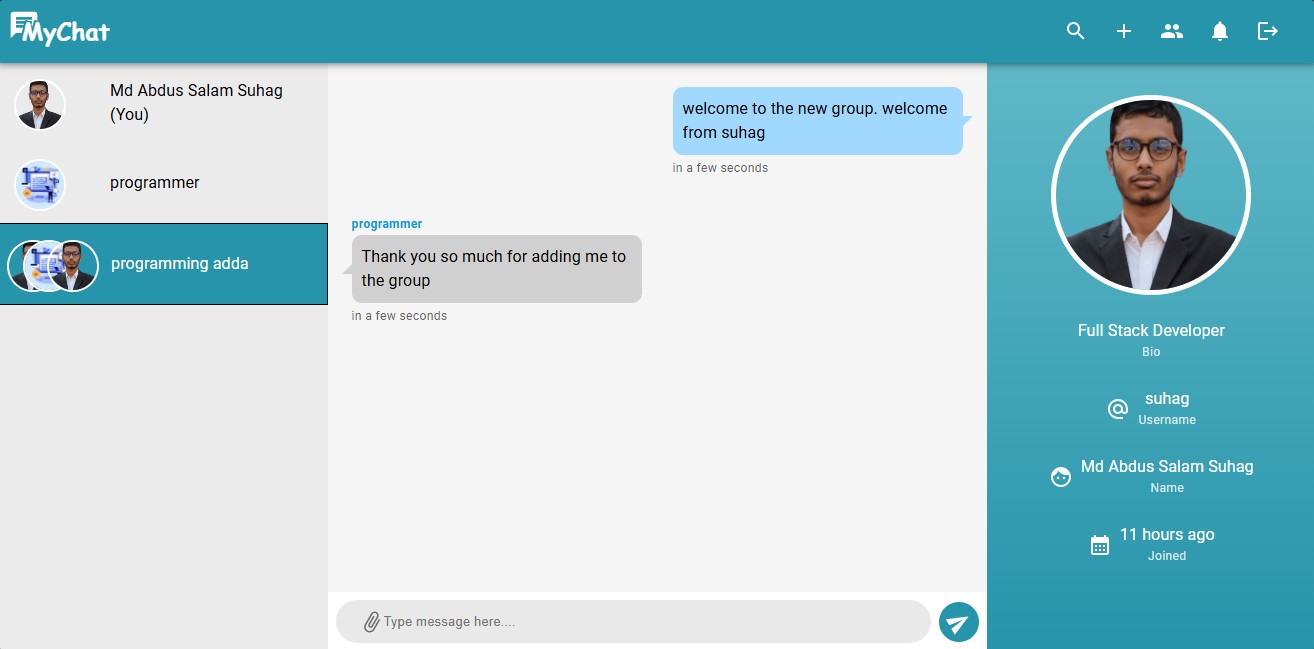 MyChat
Md Abdus Salam Suhag
(You)
programmer
programming adda
welcome to the new group. welcome
from suhag
in a few seconds
programmer
Thank you so much for adding me to
the group
in a few seconds
Type message here....
Full Stack Developer
Bio
suhag
Username
Md Abdus Salam Suhag
Name
11 hours ago
Joined